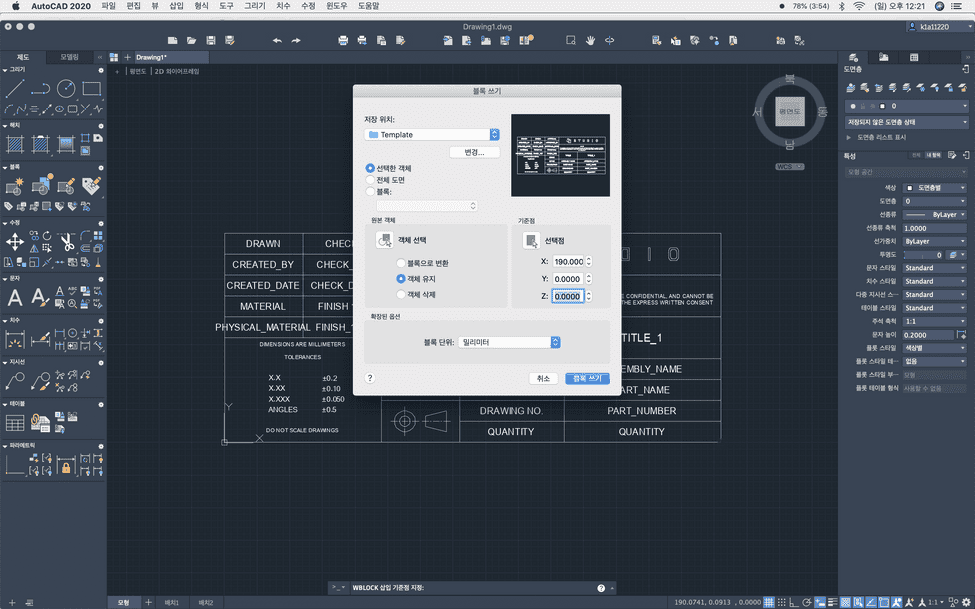 AutoCAD 2020 파일 편집 뷰 삽입 형식 도구 그리기 치수 수정 윈도우 도움말
78% (3:54) (일) 오후 12:21
Drawing1.dwg
k1a11220
제도 모델링
Drawing1*
+ 평면도 2D 와이어프레임
그리기
해치
블록
수정
문자
치수
지시선
테이블
파라메트릭
블록 쓰기
저장 위치:
Template
변경...
선택한 객체
전체 도면
블록:
원본 객체
객체 선택
블록으로 변환
객체 유지
객체 삭제
기준점
선택점
X: 190.000
Y: 0.0000
Z: 0.0000
확장된 옵션
블록 단위: 밀리미터
?
취소
블록 쓰기
DRAWN CHEC
CREATED_BY CHECK_
CREATED_DATE CHECK_D
MATERIAL FINISH
PHYSICAL_MATERIAL FINISH_1
DIMENSIONS ARE MILLIMETERS
TOLERANCES
X.X ±0.2
X.XX ±0.10
X.XXX ±0.050
ANGLES ±0.5
DO NOT SCALE DRAWINGS
Y
X
D I O
CONFIDENTIAL, AND CANNOT BE
THE EXPRESS WRITTEN CONSENT
TITLE_1
EMBLY_NAME
ART_NAME
DRAWING NO. PART_NUMBER
QUANTITY QUANTITY
북
서 평면도 동
남
WCS
도면층
0
저장되지 않은 도면층 상태
도면층 리스트 표시
특성
모형 공간
색상 도면층별
도면층 0
선종류 ByLayer
선종류 축척 1.0000
선가중치 ByLayer
투명도 0
문자 스타일 Standard
치수 스타일 Standard
다중 지시선 스… Standard
테이블 스타일 Standard
주석 축척 1:1
문자 높이 0.2000
플롯 스타일 색상별
플롯 스타일 테… 없음
플롯 스타일 부… 모형
플롯 테이블 형식 사용할 수 없음
>_ WBLOCK 삽입 기준점 지정:
모형 배치1 배치2
190.0741, 0.0913 , 0.0000
1:1